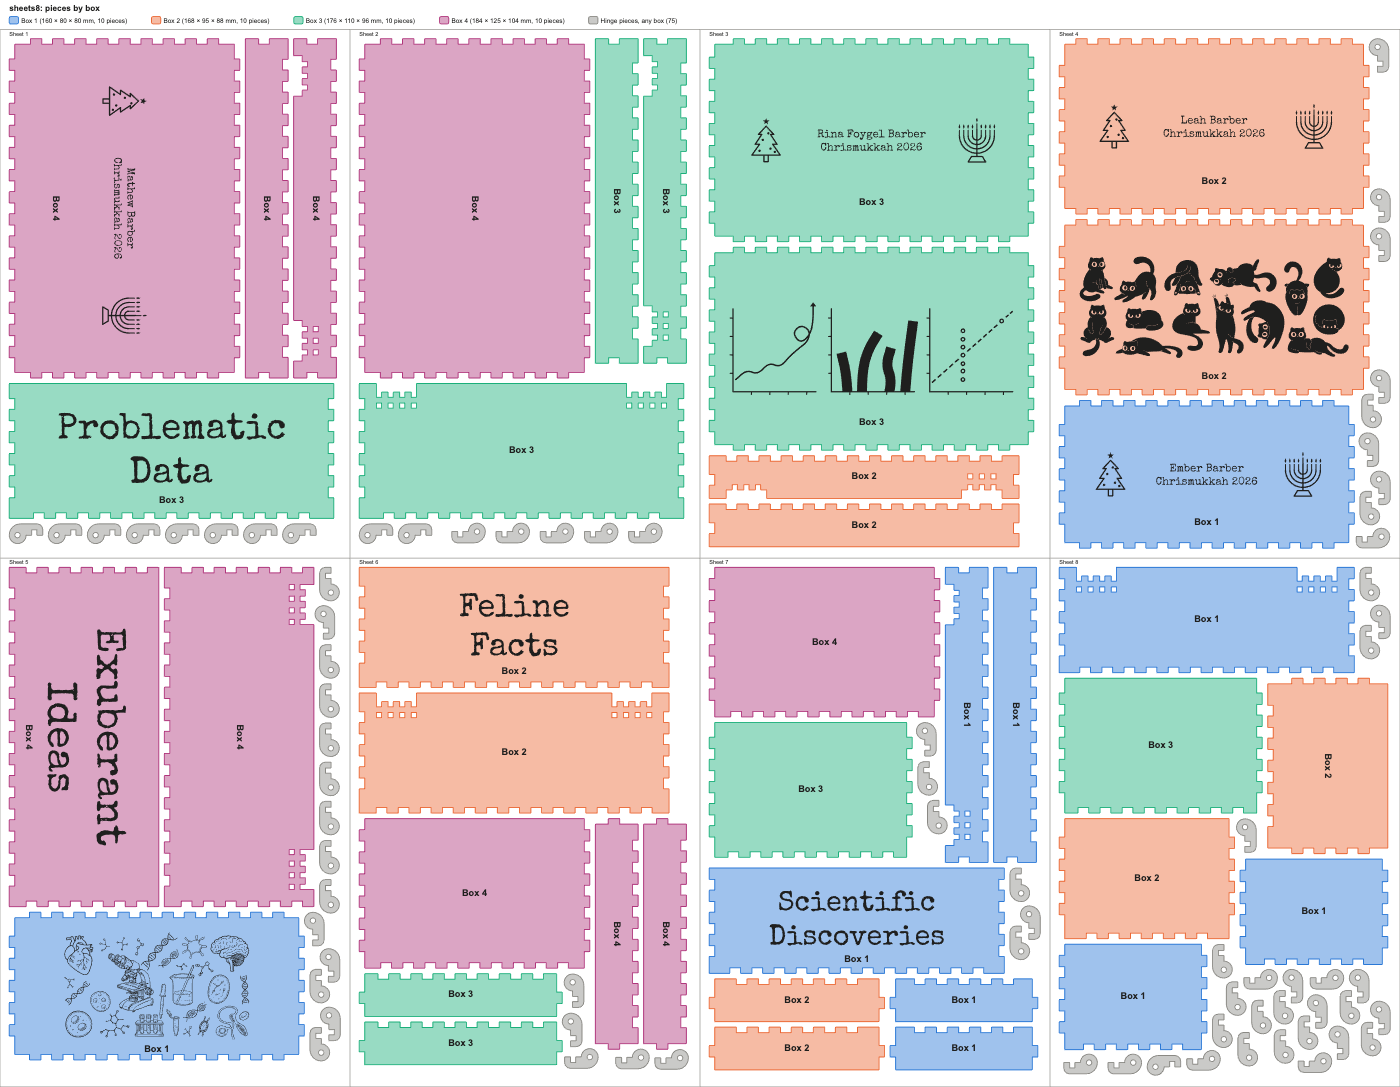 sheets8: pieces by box
Box 1 (160 × 80 × 80 mm, 10 pieces)
Box 2 (168 × 95 × 88 mm, 10 pieces)
Box 3 (176 × 110 × 96 mm, 10 pieces)
Box 4 (184 × 125 × 104 mm, 10 pieces)
Hinge pieces, any box (75)
Sheet 1
Mathew Barber
Chrismukkah 2026
Box 4
Box 4
Box 4
Problematic
Data
Box 3
Sheet 2
Box 4
Box 3
Box 3
Box 3
Sheet 3
Rina Foygel Barber
Chrismukkah 2026
Box 3
Box 3
Box 2
Box 2
Sheet 4
Leah Barber
Chrismukkah 2026
Box 2
Box 2
Ember Barber
Chrismukkah 2026
Box 1
Sheet 5
Exuberant
Ideas
Box 4
Box 4
Box 1
Sheet 6
Feline
Facts
Box 2
Box 2
Box 4
Box 4
Box 4
Box 3
Box 3
Sheet 7
Box 4
Box 1
Box 1
Box 3
Scientific
Discoveries
Box 1
Box 2
Box 1
Box 2
Box 1
Sheet 8
Box 1
Box 3
Box 2
Box 2
Box 1
Box 1